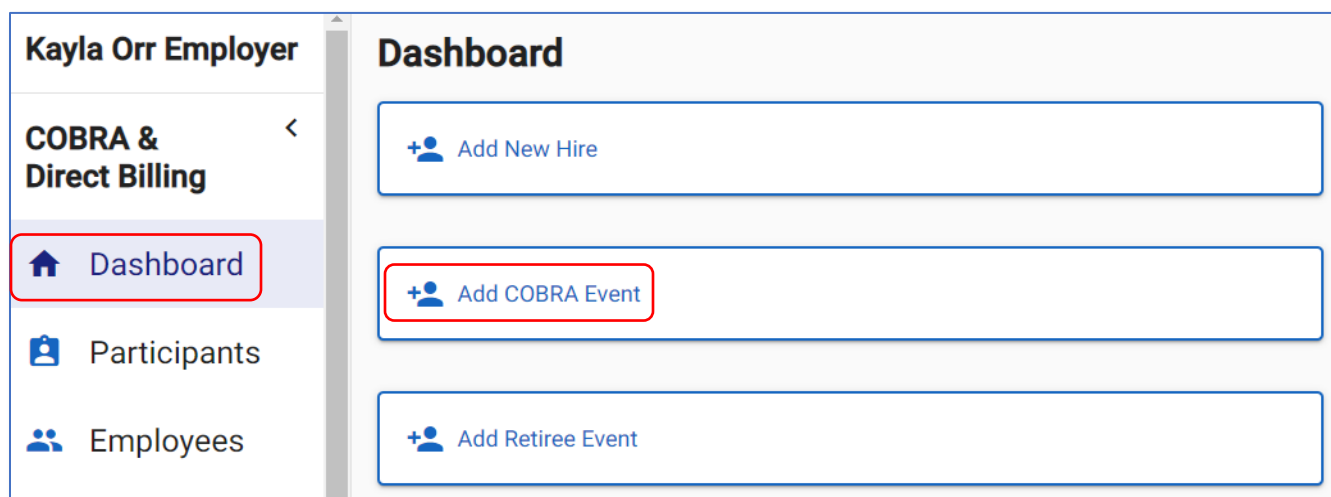 Kayla Orr Employer
COBRA &
Direct Billing
Dashboard
Participants
Employees
Dashboard
Add New Hire
Add COBRA Event
Add Retiree Event